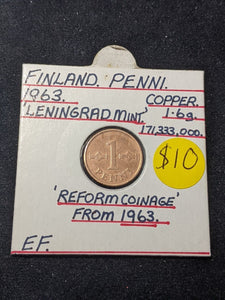 FINLAND. PENNI.
1963. COPPER.
'LENINGRAD MINT.' 1.6g.
171,333,000.
$10
1
PENNI
'REFORM COINAGE'
FROM 1963.
EF.